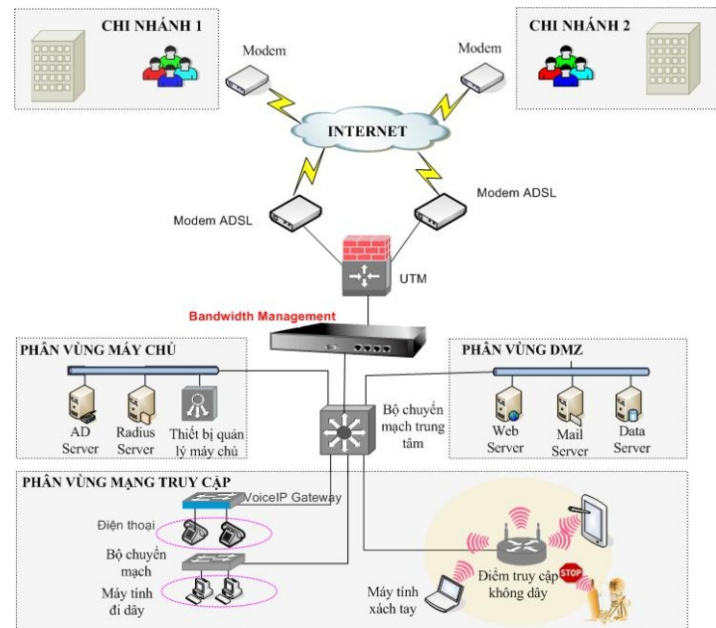 CHI NHÁNH 1
Modem
Modem
CHI NHÁNH 2
INTERNET
Modem ADSL
Modem ADSL
UTM
Bandwidth Management
PHÂN VÙNG MÁY CHỦ
PHÂN VÙNG DMZ
AD
Server
Radius
Server
Thiết bị quản
lý máy chủ
Bộ chuyển
mạch trung
tâm
Web
Server
Mail
Server
Data
Server
PHÂN VÙNG MẠNG TRUY CẬP
VoiceIP Gateway
Điện thoại
Bộ chuyển
mạch
Máy tính
đi dây
Máy tính
xách tay
Điểm truy cập
không dây
STOP